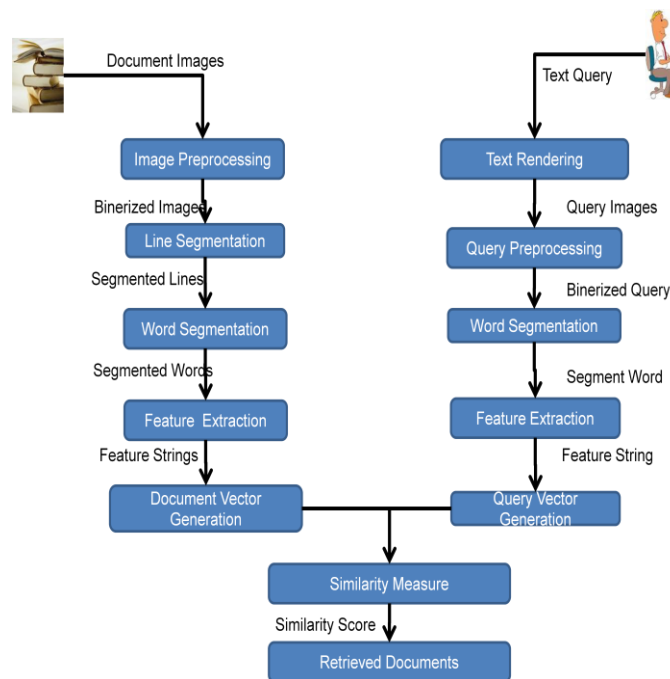 Document Images
Text Query
Image Preprocessing
Text Rendering
Binerized Images
Query Images
Line Segmentation
Query Preprocessing
Segmented Lines
Binerized Query
Word Segmentation
Word Segmentation
Segmented Words
Segment Word
Feature Extraction
Feature Extraction
Feature Strings
Feature String
Document Vector
Generation
Query Vector
Generation
Similarity Measure
Similarity Score
Retrieved Documents